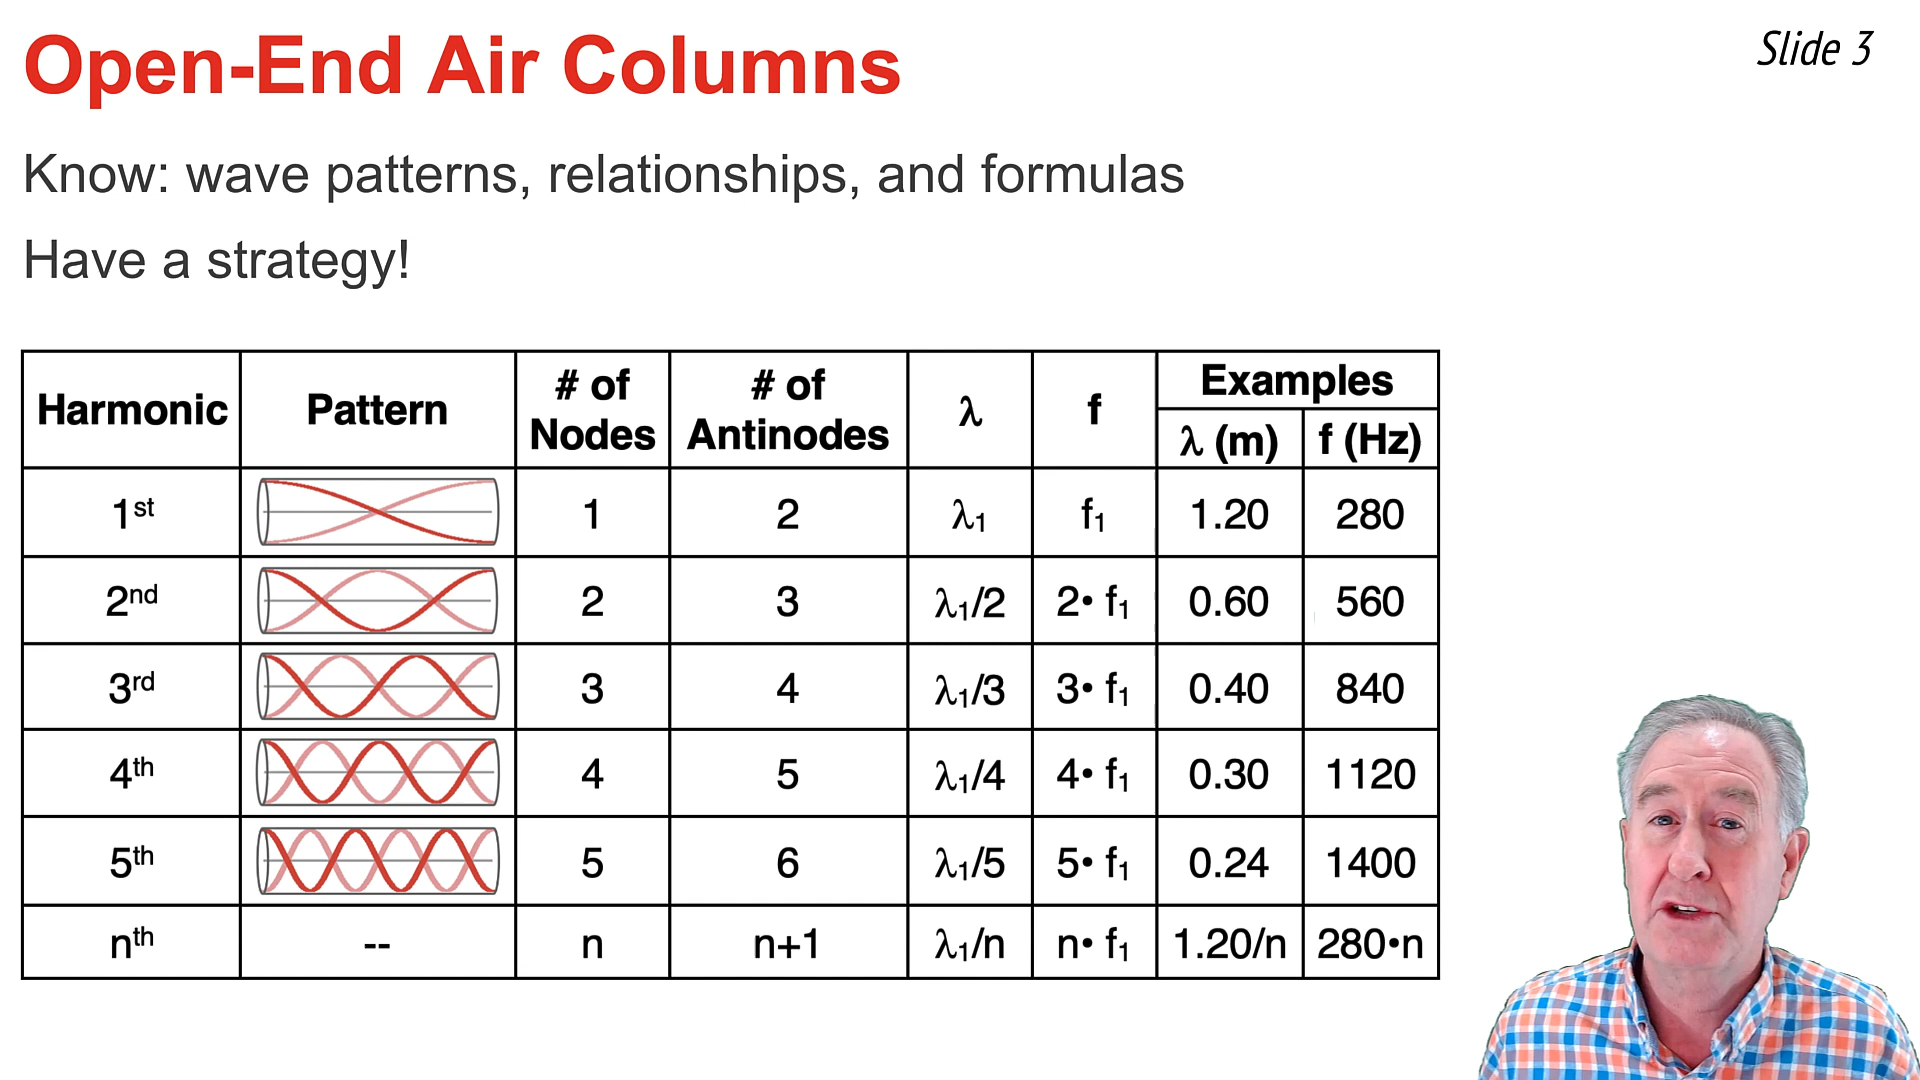 Open-End Air Columns
Slide 3
Know: wave patterns, relationships, and formulas
Have a strategy!
Harmonic Pattern # of Nodes # of Antinodes λ f Examples
λ (m) f (Hz)
1st 1 2 λ₁ f₁ 1.20 280
2nd 2 3 λ₁/2 2• f₁ 0.60 560
3rd 3 4 λ₁/3 3• f₁ 0.40 840
4th 4 5 λ₁/4 4• f₁ 0.30 1120
5th 5 6 λ₁/5 5• f₁ 0.24 1400
nth -- n n+1 λ₁/n n• f₁ 1.20/n 280•n